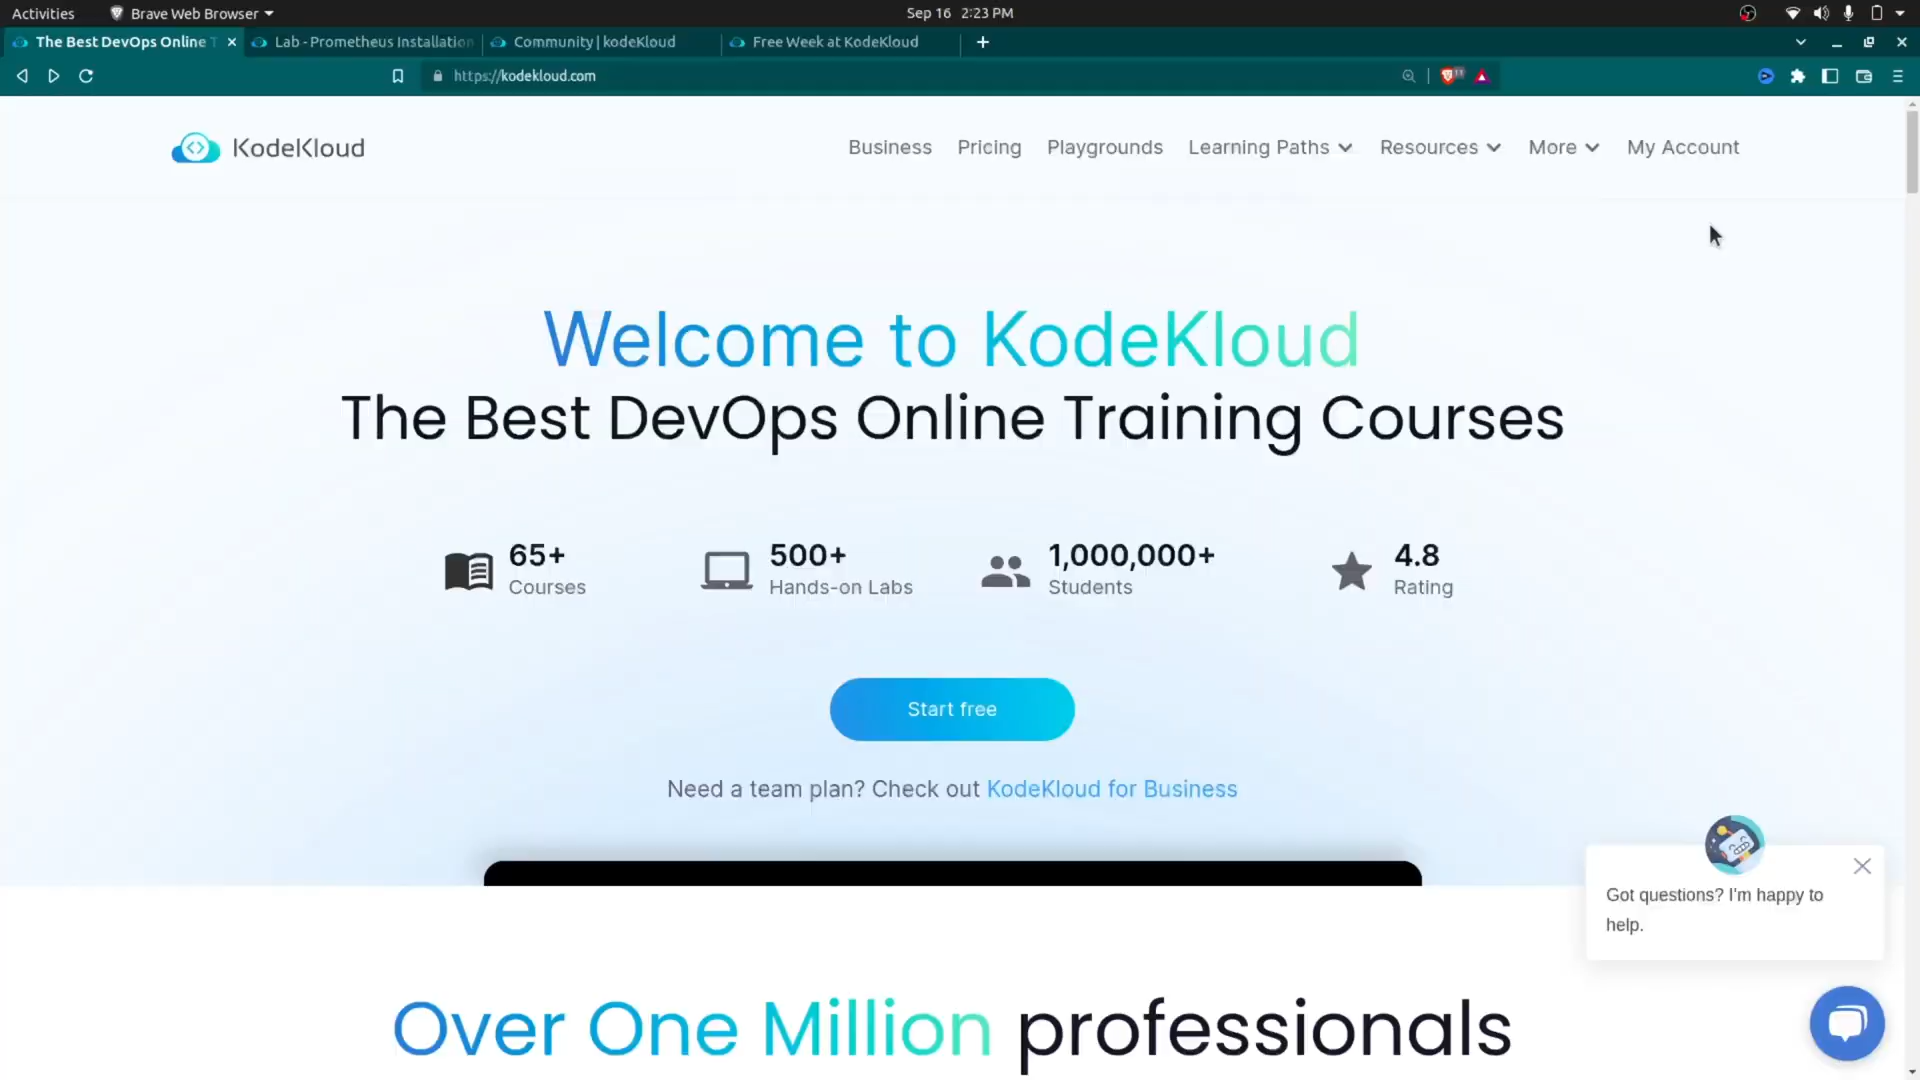 Activities
Brave Web Browser
Sep 16 2:23 PM
The Best DevOps Online T
Lab - Prometheus Installation
Community | kodeKloud
Free Week at KodeKloud
https://kodekloud.com
11
KodeKloud
Business
Pricing
Playgrounds
Learning Paths
Resources
More
My Account
Welcome to KodeKloud
The Best DevOps Online Training Courses
65+
Courses
500+
Hands-on Labs
1,000,000+
Students
4.8
Rating
Start free
Need a team plan? Check out KodeKloud for Business
Got questions? I'm happy to
help.
Over One Million professionals